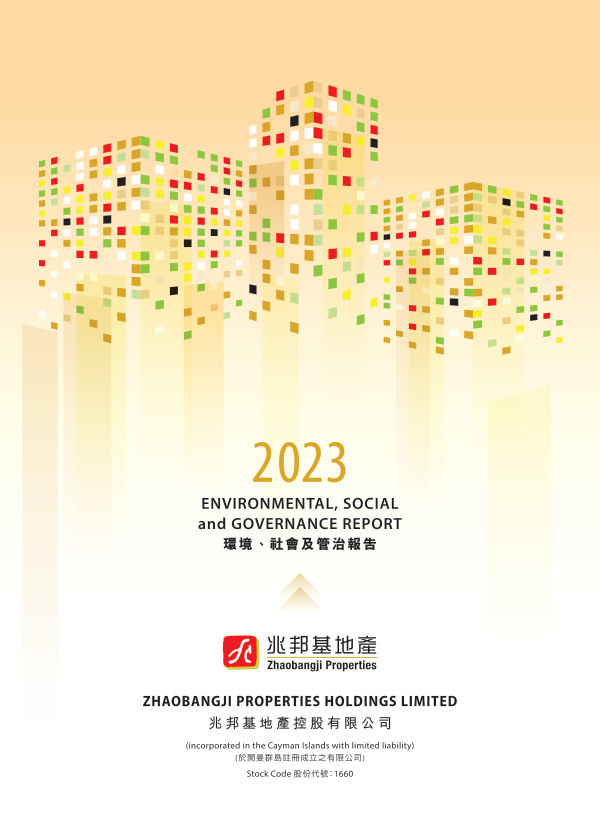 2023
ENVIRONMENTAL, SOCIAL
and GOVERNANCE REPORT
環境、社會及管治報告
兆邦基地產
Zhaobangji Properties
ZHAOBANGJI PROPERTIES HOLDINGS LIMITED
兆邦基地產控股有限公司
(incorporated in the Cayman Islands with limited liability)
(於開曼群島註冊成立之有限公司)
Stock Code 股份代號：1660